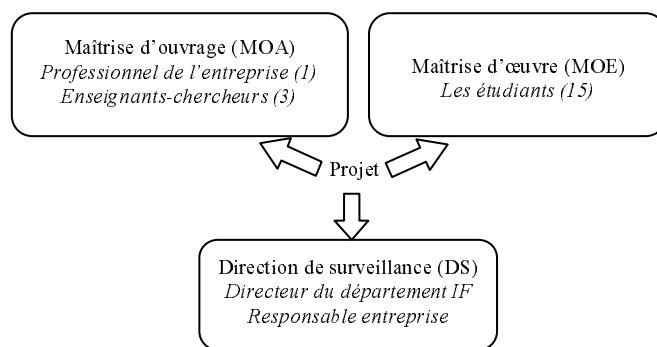 Maîtrise d’ouvrage (MOA)
Professionnel de l’entreprise (1)
Enseignants-chercheurs (3)
Maîtrise d’œuvre (MOE)
Les étudiants (15)
Projet
Direction de surveillance (DS)
Directeur du département IF
Responsable entreprise